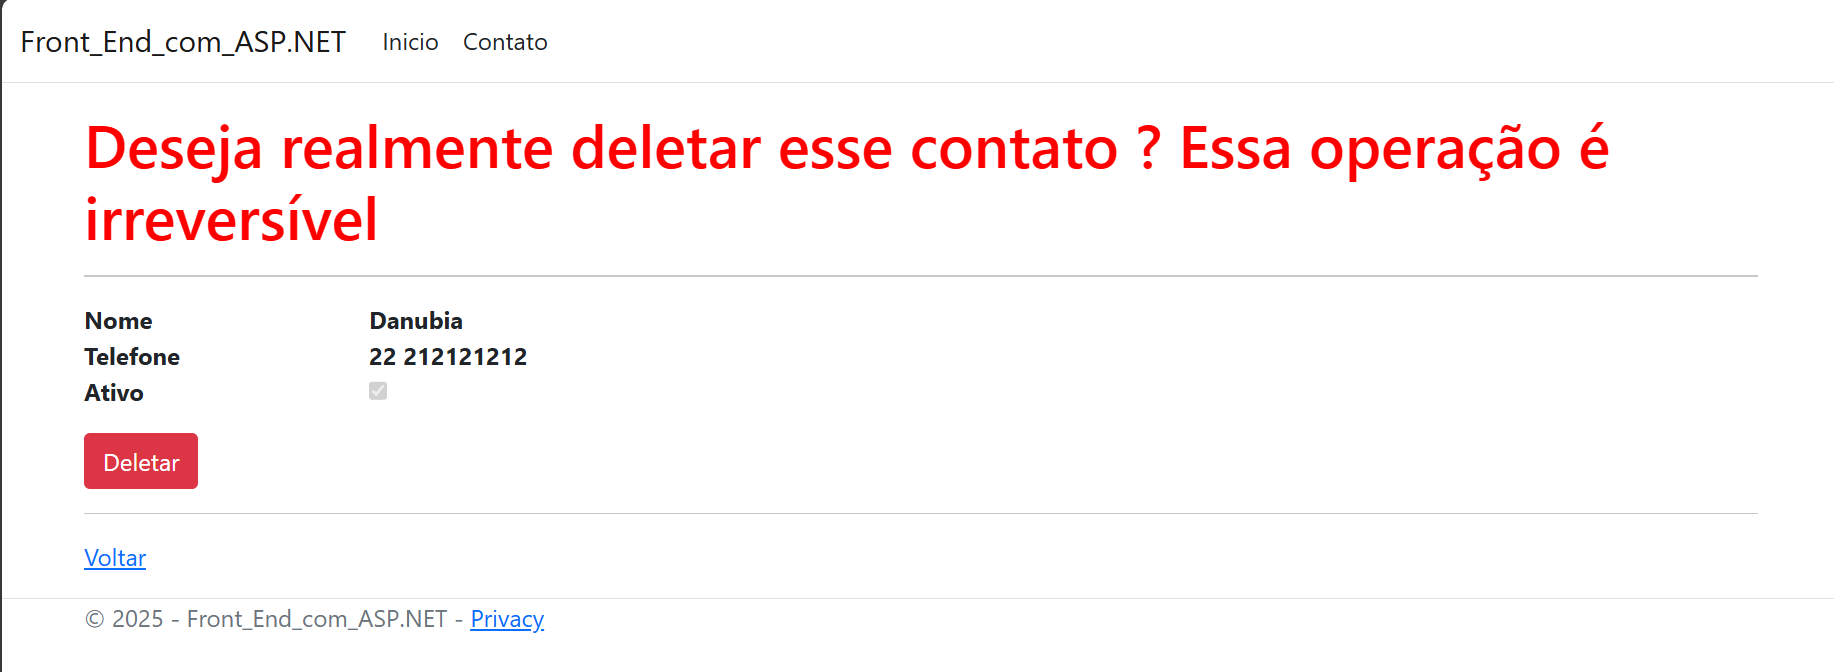 Front_End_com_ASP.NET Inicio Contato
Deseja realmente deletar esse contato ? Essa operação é
irreversível
Nome Danubia
Telefone 22 212121212
Ativo
Deletar
Voltar
© 2025 - Front_End_com_ASP.NET - Privacy